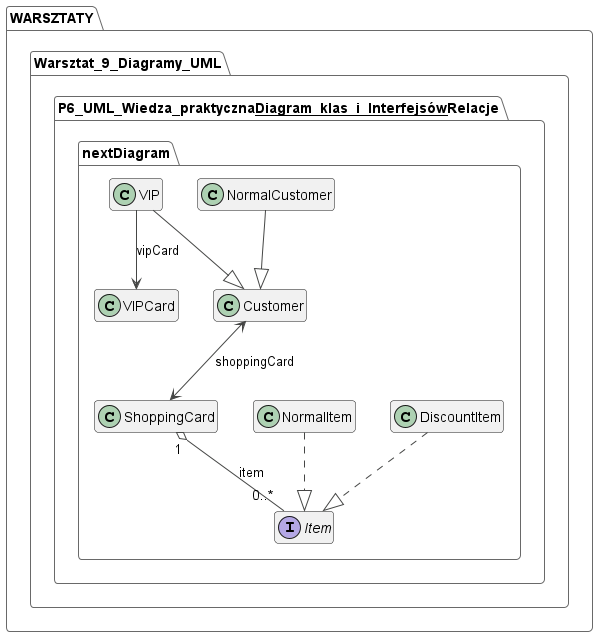 WARSZTATY
Warsztat_9_Diagramy_UML
P6_UML_Wiedza_praktycznaDiagram_klas_i_InterfejsówRelacje
nextDiagram
C VIP
C NormalCustomer
vipCard
C VIPCard
C Customer
shoppingCard
C ShoppingCard
C NormalItem
C DiscountItem
1
item
0..*
I Item